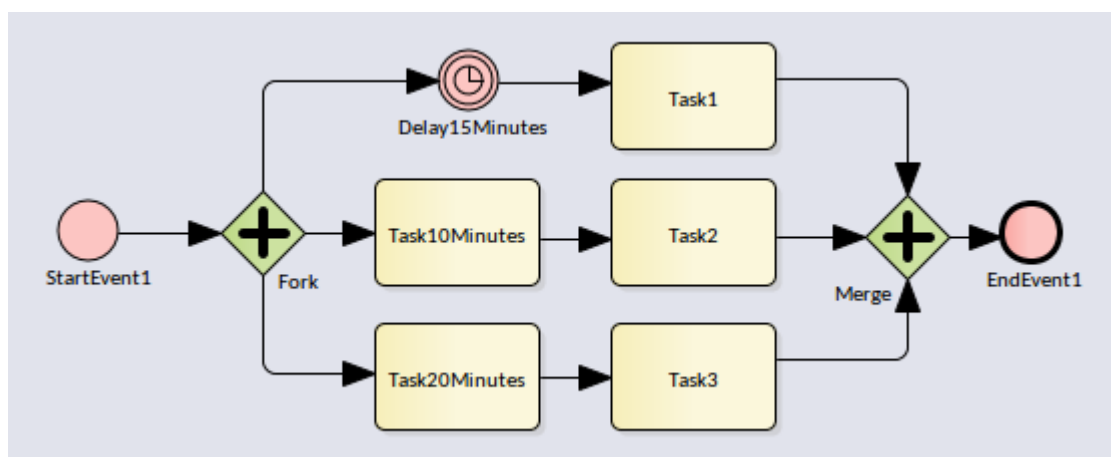 Task1
Delay15Minutes
Task10Minutes
Task2
StartEvent1
Fork
Merge
EndEvent1
Task20Minutes
Task3